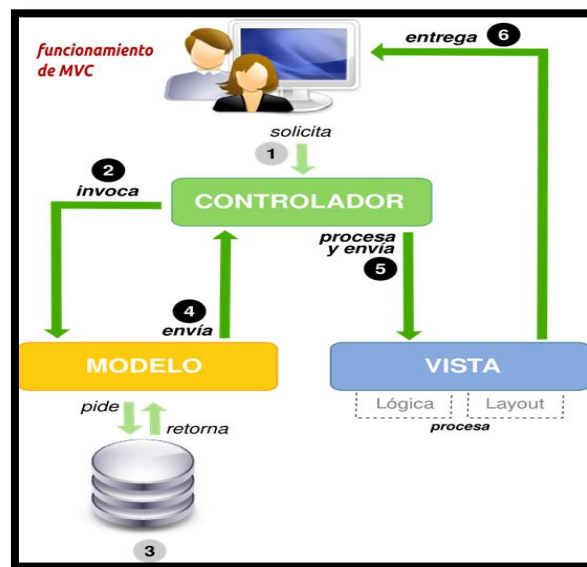 funcionamiento
de MVC
entrega 6
solicita
1
2
invoca
CONTROLADOR
procesa
y envía
5
4
envía
MODELO
VISTA
Lógica
Layout
procesa
pide
retorna
3